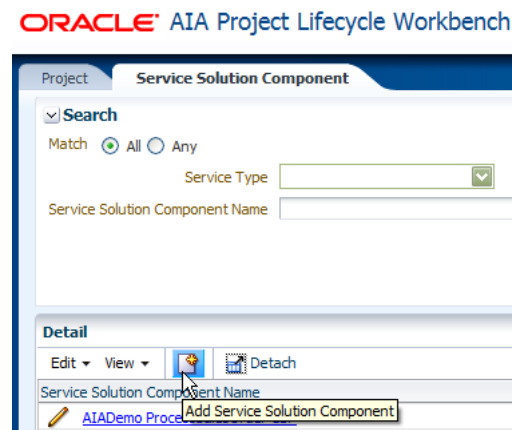 ORACLE AIA Project Lifecycle Workbench
Project Service Solution Component
Search
Match All Any
Service Type
Service Solution Component Name
Detail
Edit View Detach
Service Solution Component Name
AIADemo
Add Service Solution Component